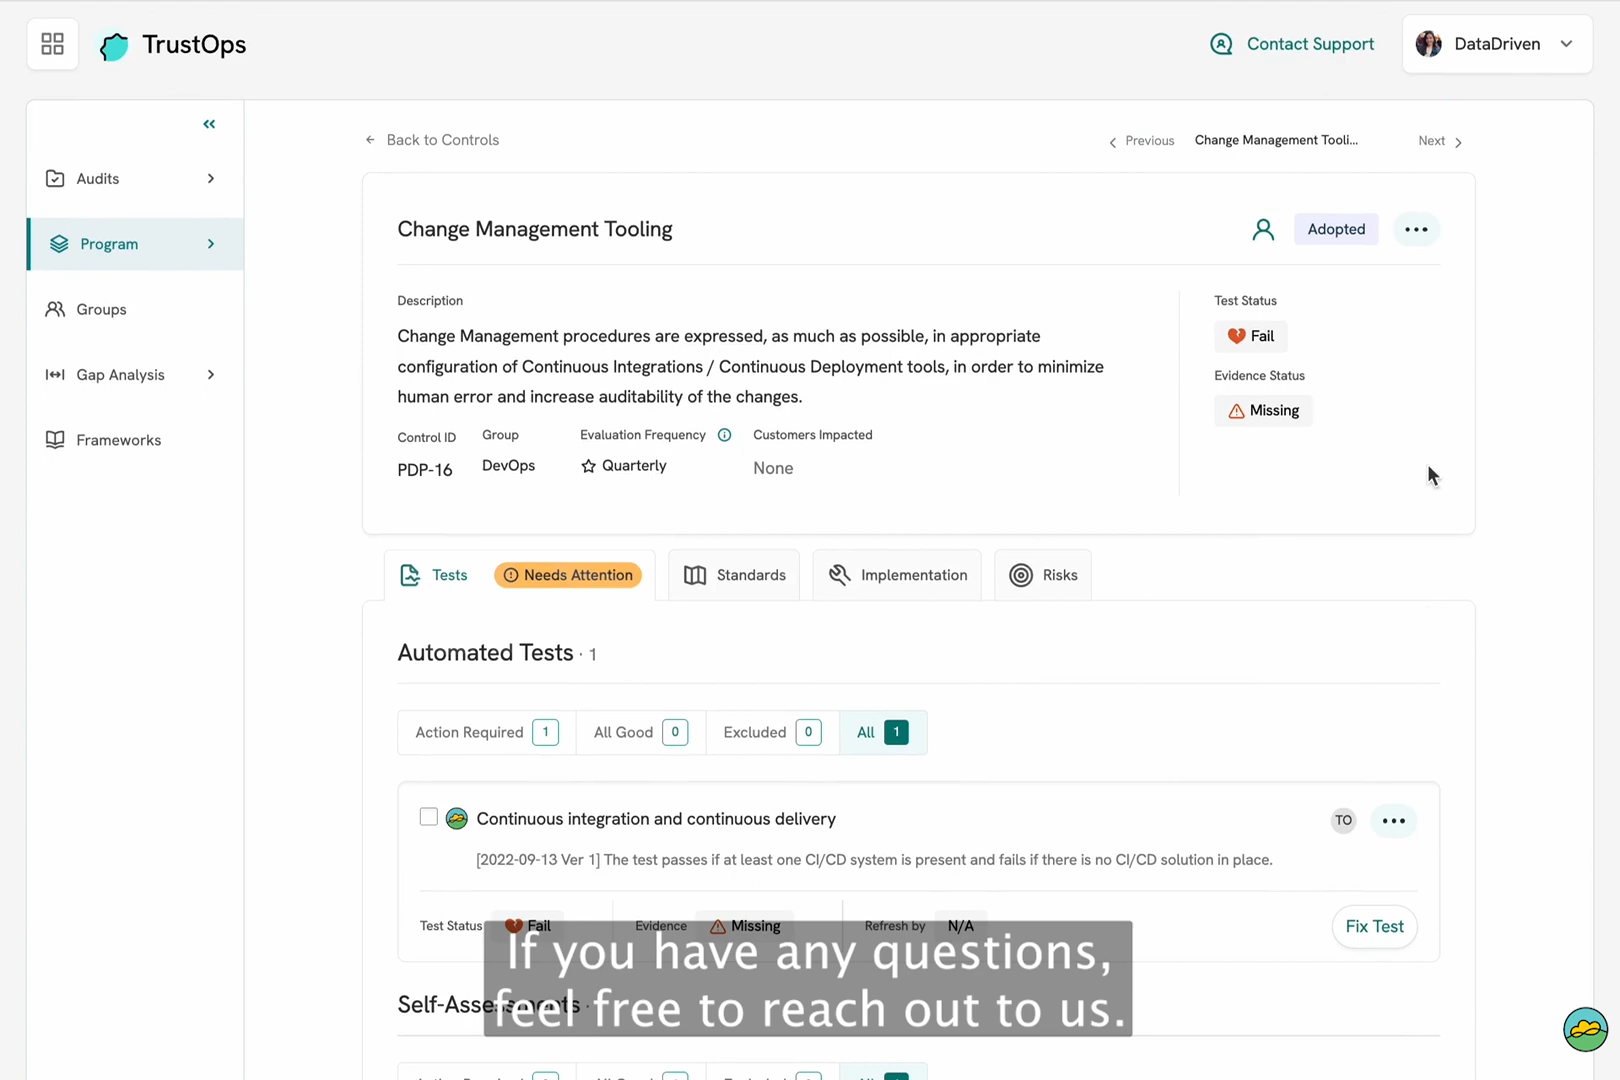 TrustOps
Contact Support
DataDriven
Audits
Program
Groups
Gap Analysis
Frameworks
Back to Controls
Previous
Change Management Tooli...
Next
Change Management Tooling
Adopted
Description
Change Management procedures are expressed, as much as possible, in appropriate
configuration of Continuous Integrations / Continuous Deployment tools, in order to minimize
human error and increase auditability of the changes.
Control ID
PDP-16
Group
DevOps
Evaluation Frequency
Quarterly
Customers Impacted
None
Test Status
Fail
Evidence Status
Missing
Tests
Needs Attention
Standards
Implementation
Risks
Automated Tests · 1
Action Required 1
All Good 0
Excluded 0
All 1
Continuous integration and continuous delivery
TO
[2022-09-13 Ver 1] The test passes if at least one CI/CD system is present and fails if there is no CI/CD solution in place.
Test Status Fail
Evidence Missing
Refresh by N/A
Fix Test
Self-Assessments ·
If you have any questions,
feel free to reach out to us.